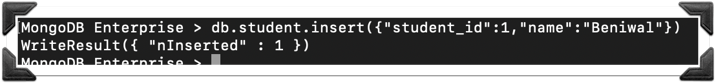 MongoDB Enterprise > db.student.insert({"student_id":1,"name":"Beniwal"})
WriteResult({ "nInserted" : 1 })
MongoDB Enterprise >